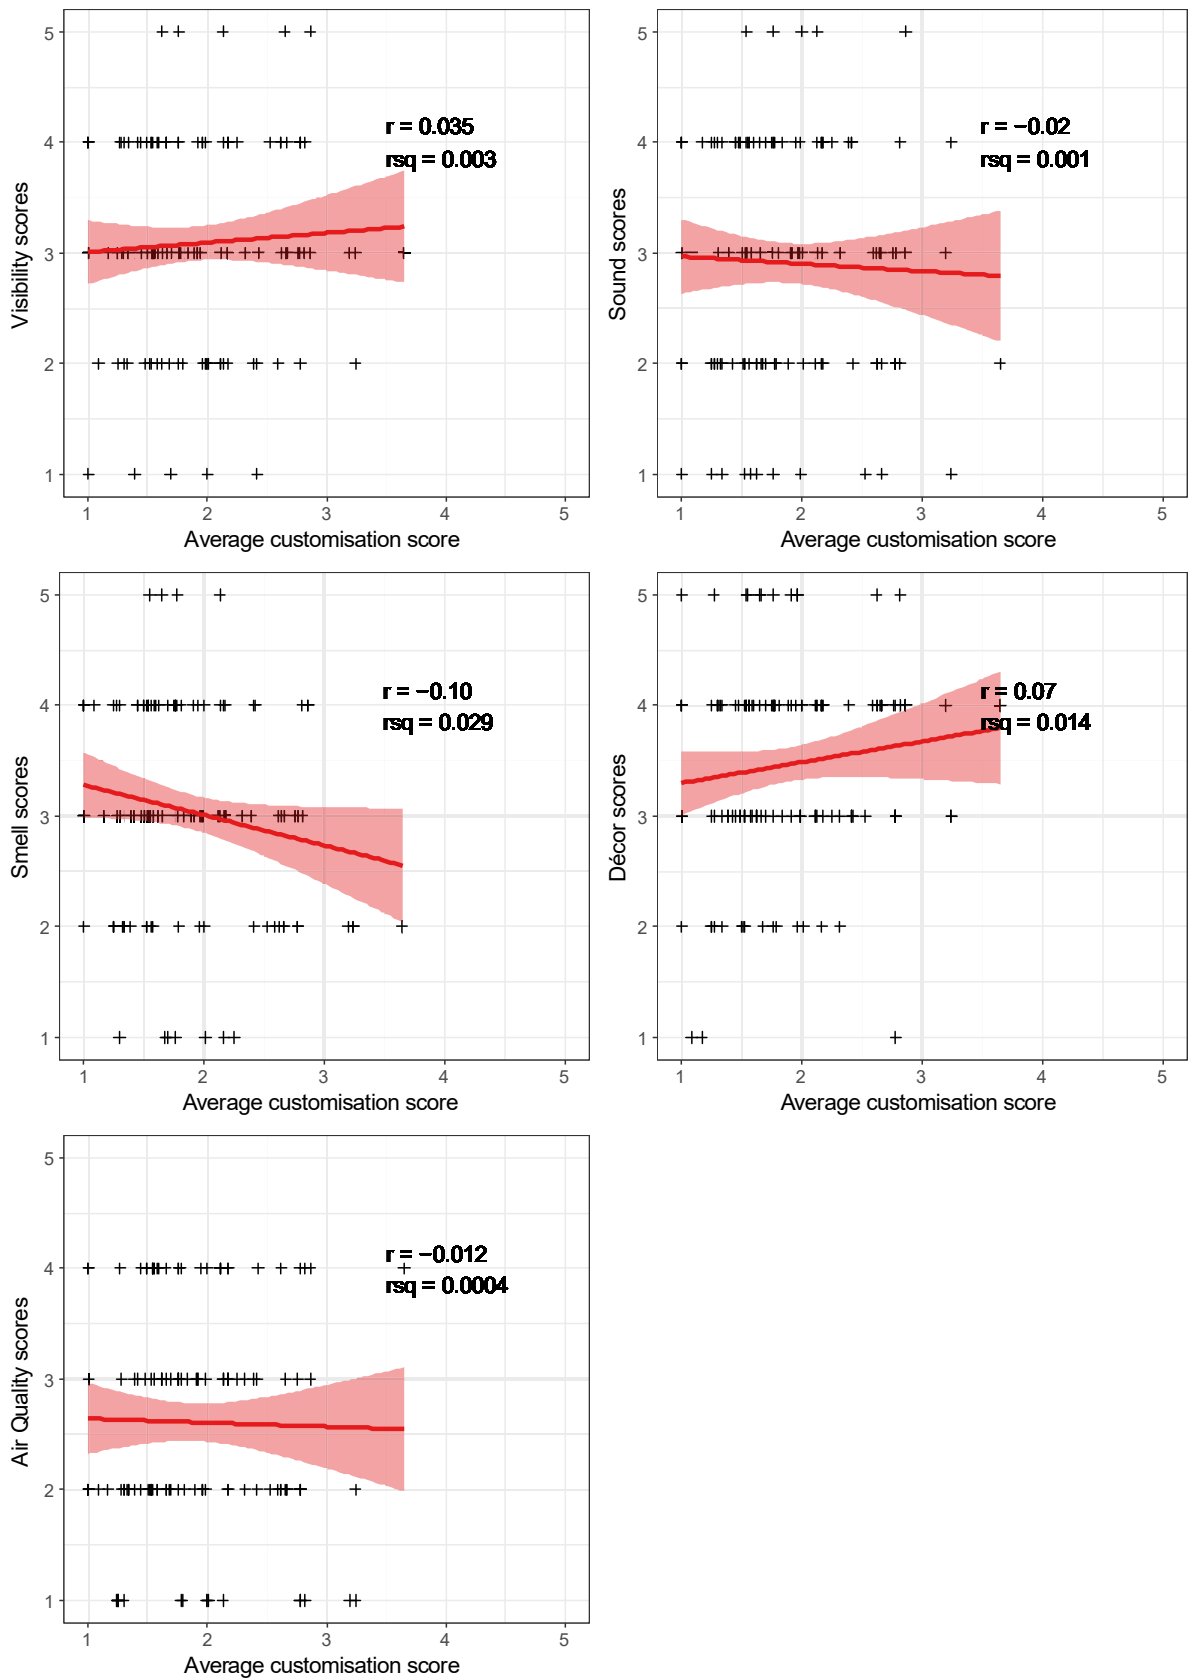 5
4
3
2
1
Visibility scores
r = 0.035
rsq = 0.003
1 2 3 4 5
Average customisation score
5
4
3
2
1
Sound scores
r = −0.02
rsq = 0.001
1 2 3 4 5
Average customisation score
5
4
3
2
1
Smell scores
r = −0.10
rsq = 0.029
1 2 3 4 5
Average customisation score
5
4
3
2
1
Décor scores
r = 0.07
rsq = 0.014
1 2 3 4 5
Average customisation score
5
4
3
2
1
Air Quality scores
r = −0.012
rsq = 0.0004
1 2 3 4 5
Average customisation score